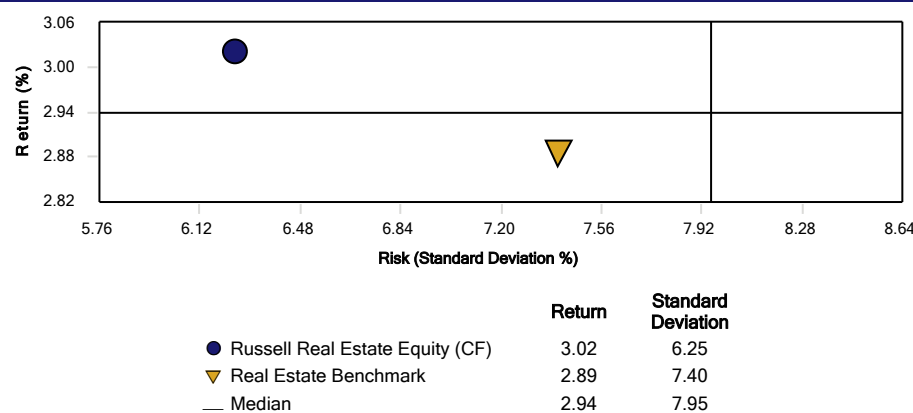 3.06
3.00
2.94
2.88
2.82
Return (%)
5.76 6.12 6.48 6.84 7.20 7.56 7.92 8.28 8.64
Risk (Standard Deviation %)
Return Standard
Deviation
Russell Real Estate Equity (CF) 3.02 6.25
Real Estate Benchmark 2.89 7.40
Median 2.94 7.95